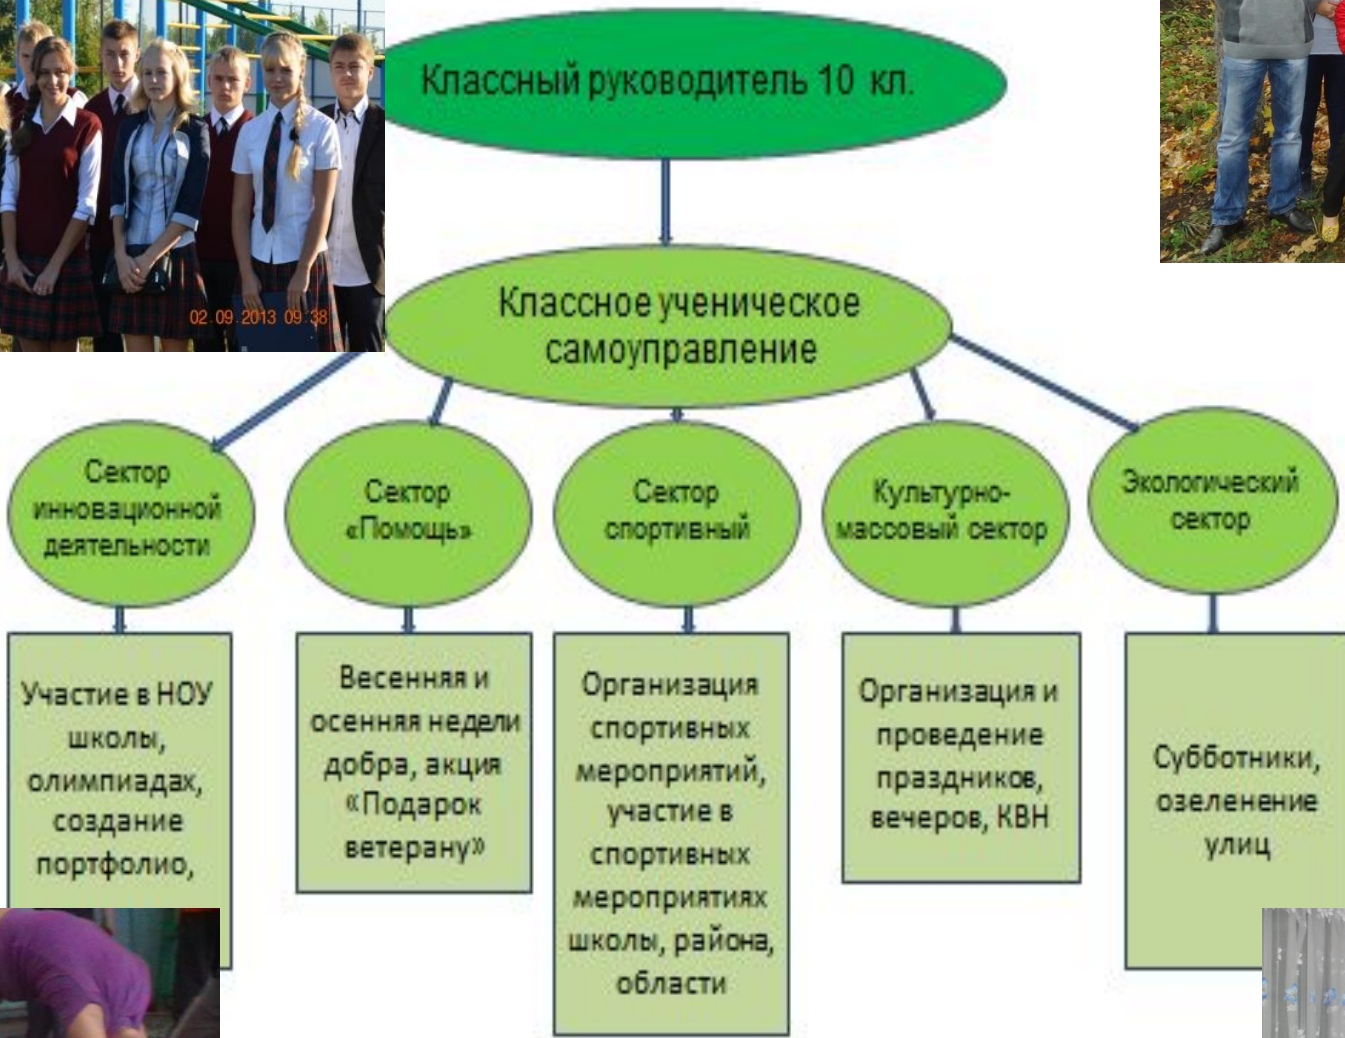 Классный руководитель 10 кл.
02.09.2013 09:38
Классное ученическое
самоуправление
Сектор
инновационной
деятельности
Сектор
«Помощь»
Сектор
спортивный
Культурно-
массовый сектор
Экологический
сектор
Участие в НОУ
школы,
олимпиадах,
создание
портфолио,
Весенняя и
осенняя недели
добра, акция
«Подарок
ветерану»
Организация
спортивных
мероприятий,
участие в
спортивных
мероприятиях
школы, района,
области
Организация и
проведение
праздников,
вечеров, КВН
Субботники,
озеленение
улиц